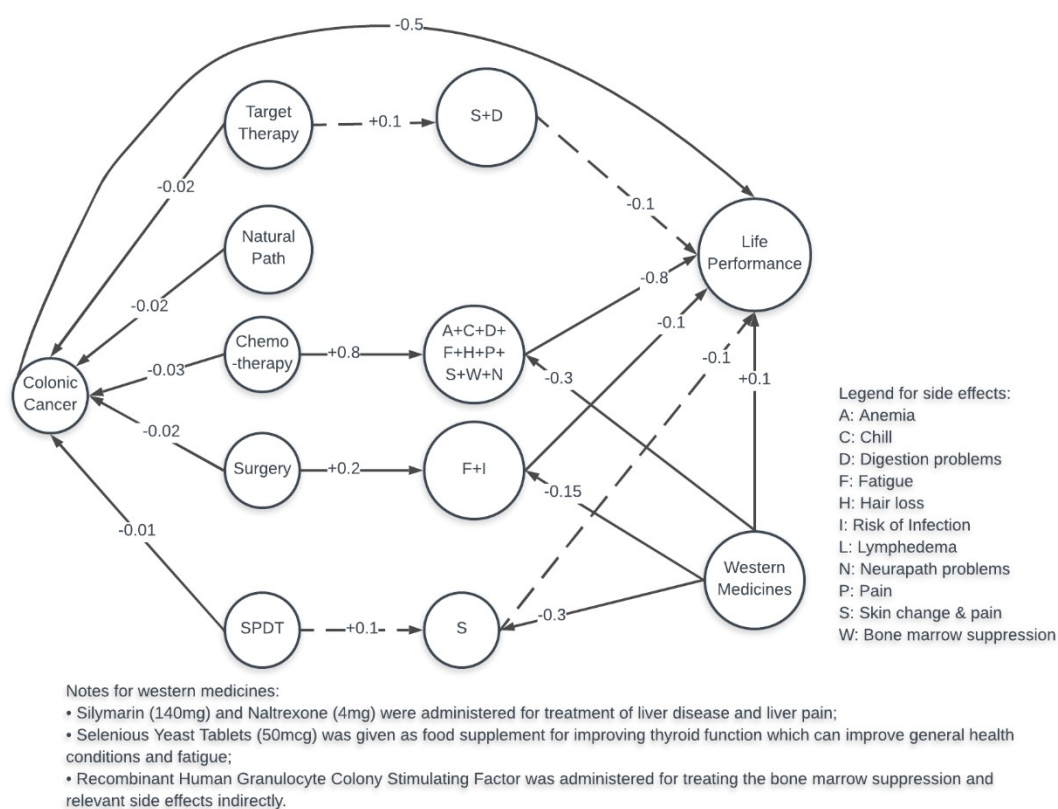 -0.5
Target
Therapy
+0.1
S+D
-0.02
-0.1
Natural
Path
Life
Performance
-0.02
-0.8
Chemo
-therapy
+0.8
A+C+D+
F+H+P+
S+W+N
-0.1
-0.03
-0.3
-0.1
+0.1
Colonic
Cancer
-0.02
Surgery
+0.2
F+I
-0.15
-0.01
Western
Medicines
SPDT
+0.1
S
-0.3
Legend for side effects:
A: Anemia
C: Chill
D: Digestion problems
F: Fatigue
H: Hair loss
I: Risk of Infection
L: Lymphedema
N: Neurapath problems
P: Pain
S: Skin change & pain
W: Bone marrow suppression
Notes for western medicines:
• Silymarin (140mg) and Naltrexone (4mg) were administered for treatment of liver disease and liver pain;
• Selenious Yeast Tablets (50mcg) was given as food supplement for improving thyroid function which can improve general health
conditions and fatigue;
• Recombinant Human Granulocyte Colony Stimulating Factor was administered for treating the bone marrow suppression and
relevant side effects indirectly.